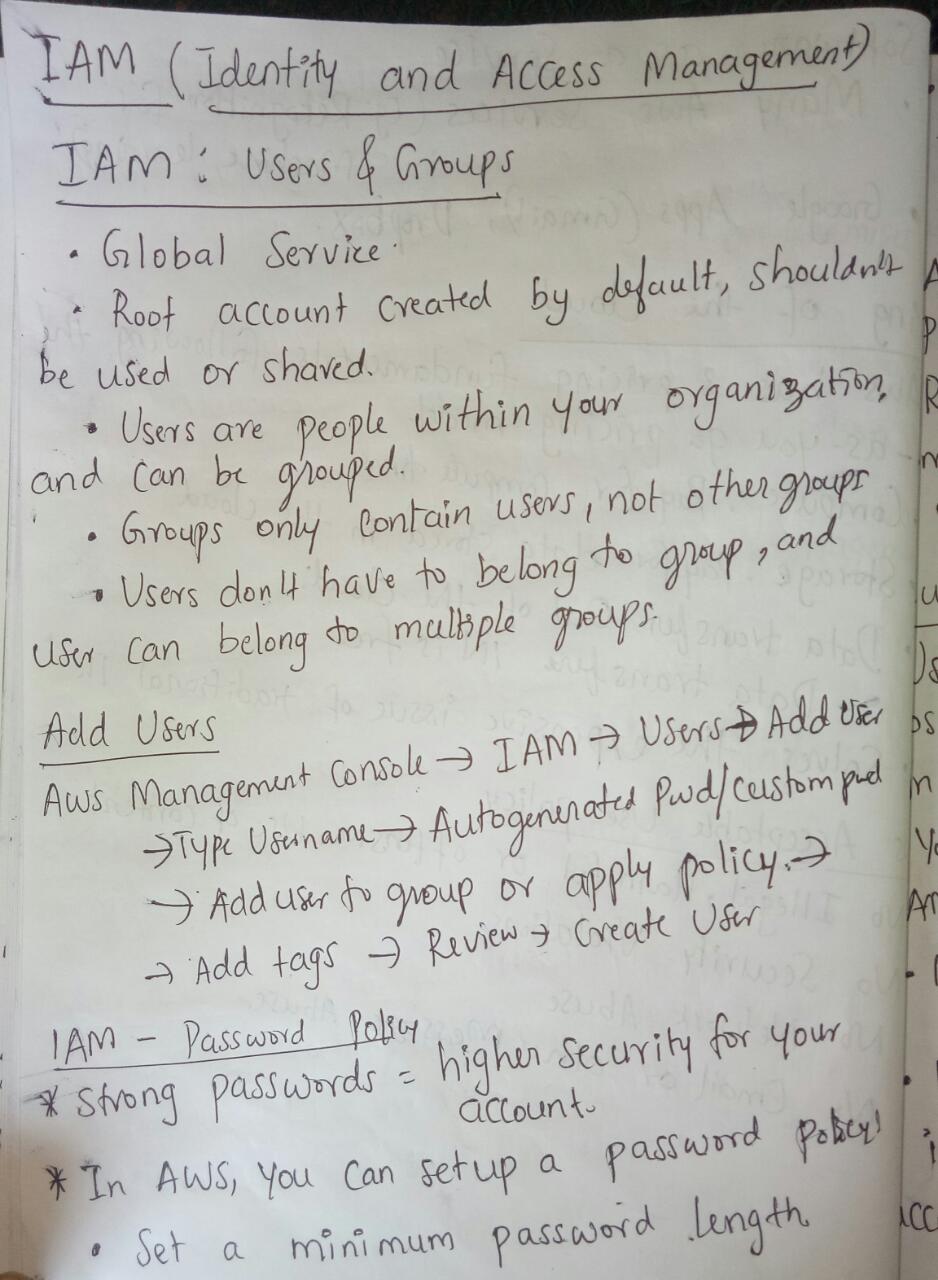 IAM (Identity and Access Management)
IAM : Users & Groups
• Global Service
• Root account created by default, shouldn't
be used or shared.
• Users are people within your organization,
and can be grouped.
• Groups only contain users, not other groups
• Users don't have to belong to group, and
user can belong to multiple groups.
Add Users
Aws Management Console → IAM → Users → Add User
→ Type Username → Autogenerated Pwd/Custom pwd
→ Add user to group or apply policy. →
→ Add tags → Review → Create User
IAM - Password Policy
* Strong passwords = higher security for your
account.
* In AWS, you can setup a password policy:
• Set a minimum password length